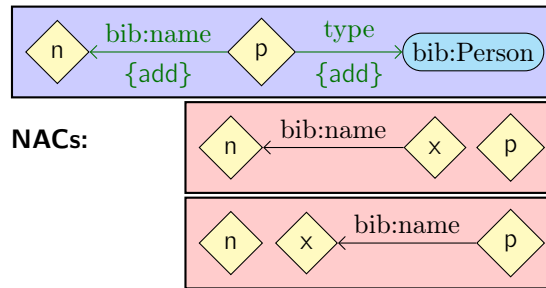 bib:name type
n p bib:Person
{add} {add}
NACs:
bib:name
n x p
bib:name
n x p